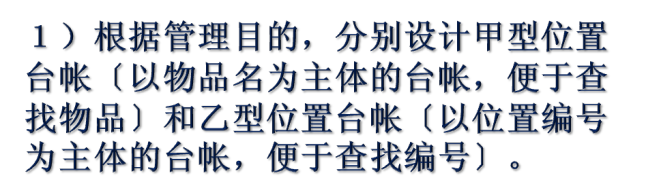 １）根据管理目的，分别设计甲型位置
台帐〔以物品名为主体的台帐，便于查
找物品〕和乙型位置台帐〔以位置编号
为主体的台帐，便于查找编号〕。